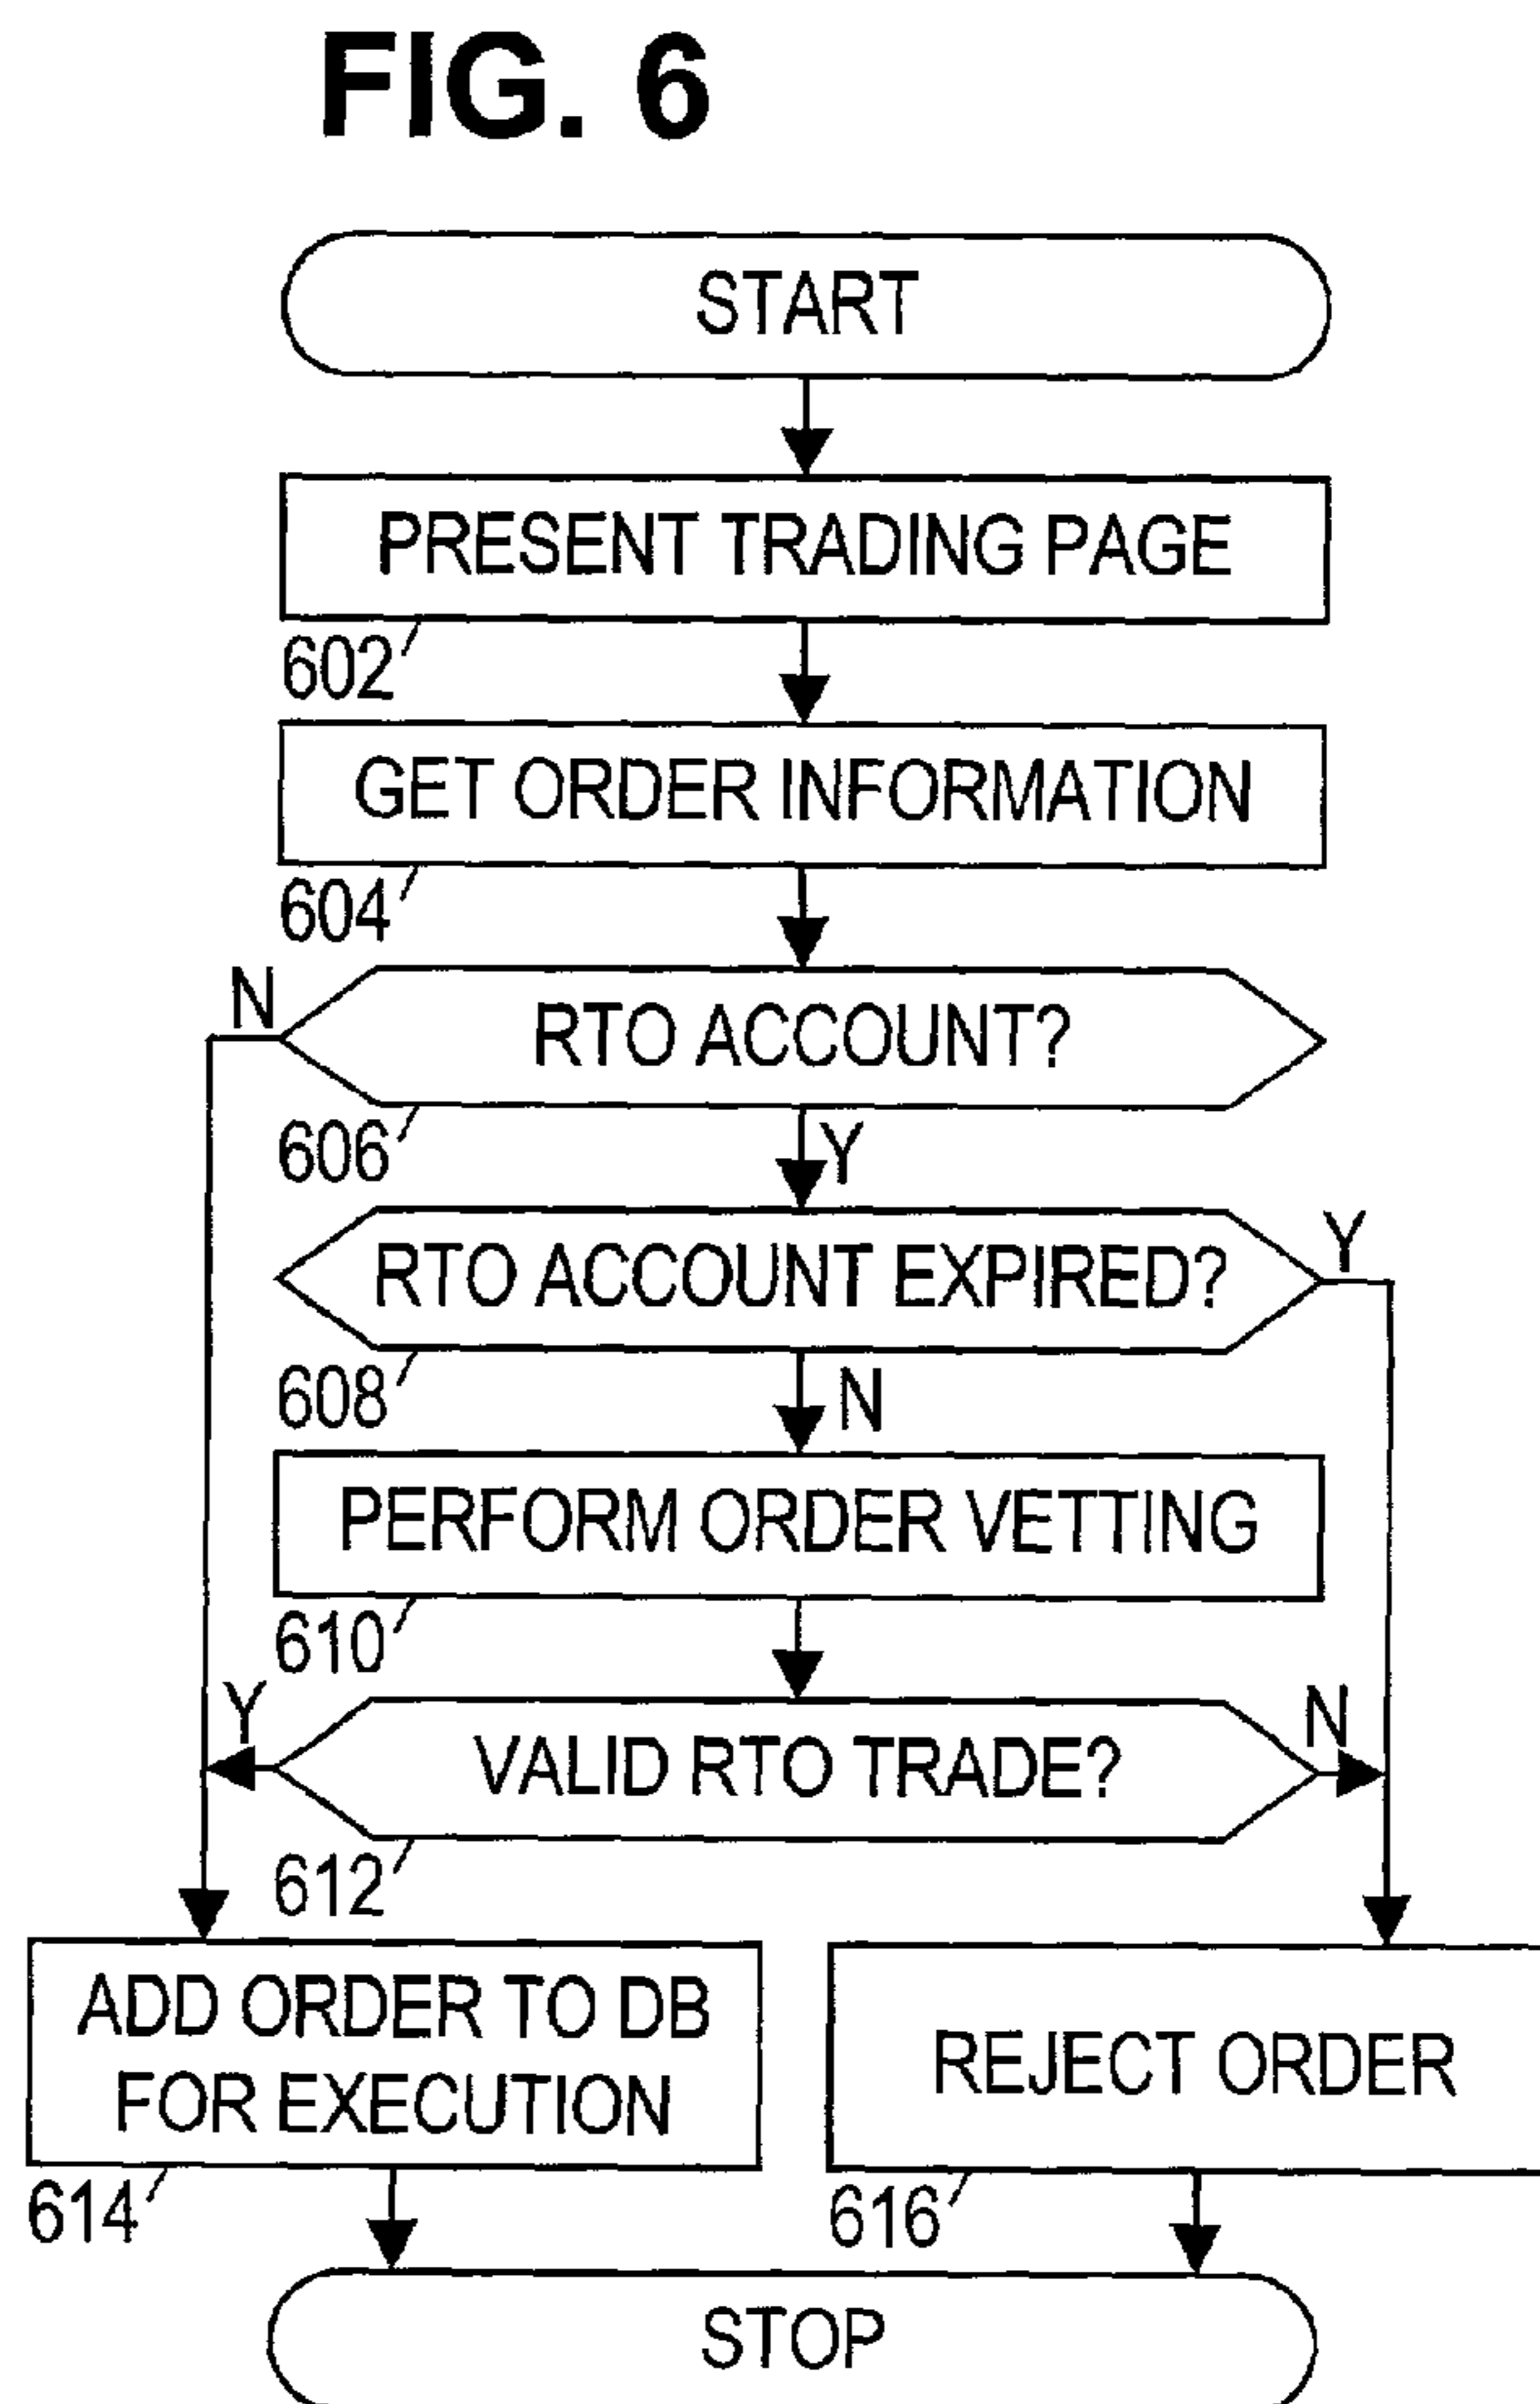 FIG. 6
START
PRESENT TRADING PAGE
602
GET ORDER INFORMATION
604
N
RTO ACCOUNT?
606
Y
RTO ACCOUNT EXPIRED?
Y
608
N
PERFORM ORDER VETTING
610
Y
VALID RTO TRADE?
N
612
ADD ORDER TO DB
FOR EXECUTION
614
REJECT ORDER
616
STOP